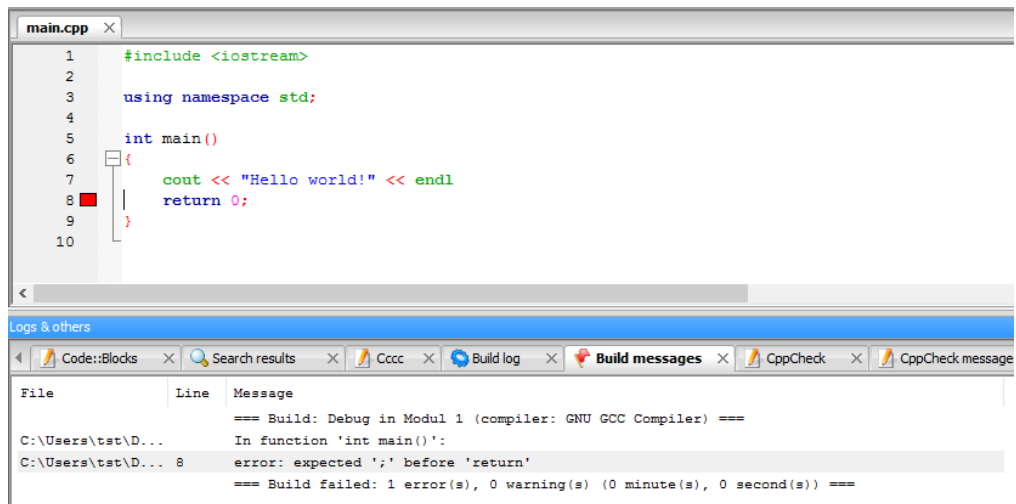 main.cpp
1 #include <iostream>
2
3 using namespace std;
4
5 int main()
6 {
7 cout << "Hello world!" << endl
8 return 0;
9 }
10
Logs & others
Code::Blocks Search results Cccc Build log Build messages CppCheck CppCheck message
File Line Message
=== Build: Debug in Modul 1 (compiler: GNU GCC Compiler) ===
C:\Users\tst\D... In function 'int main()':
C:\Users\tst\D... 8 error: expected ';' before 'return'
=== Build failed: 1 error(s), 0 warning(s) (0 minute(s), 0 second(s)) ===